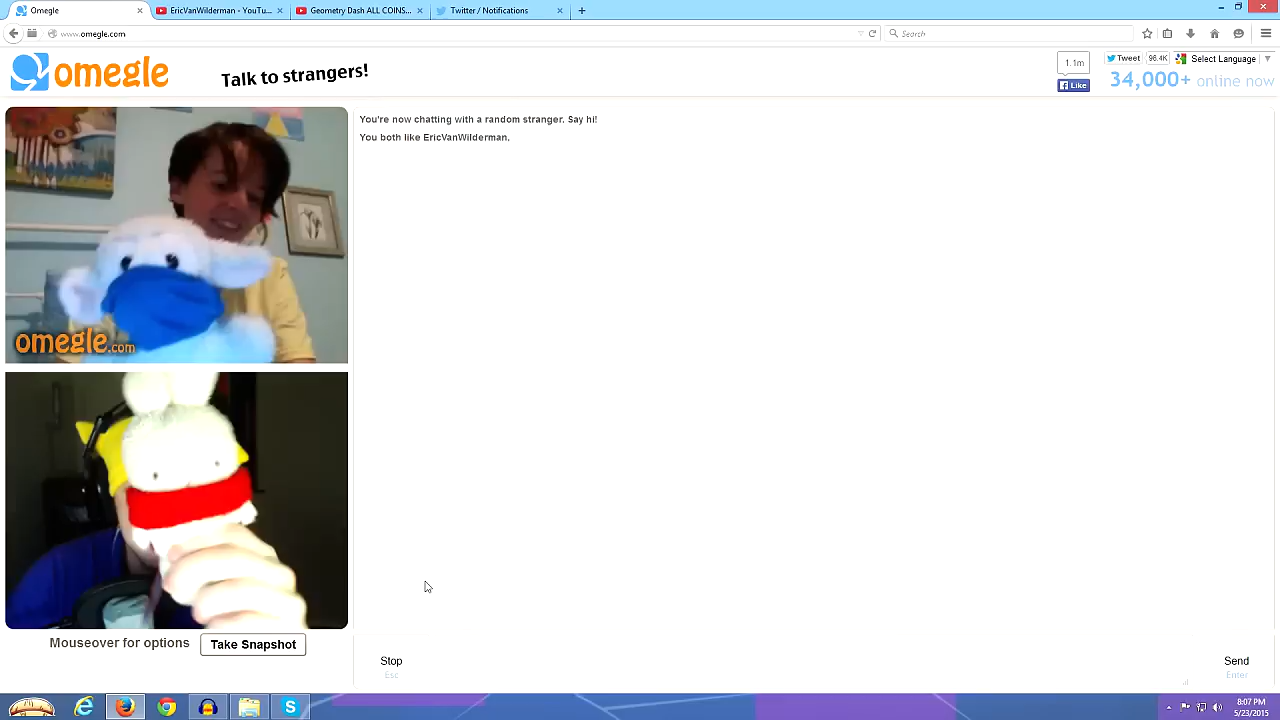 Omegle
EricVanWilderman - YouTu...
Geometry Dash ALL COINS...
Twitter / Notifications
www.omegle.com
Search
omegle
Talk to strangers!
1.1m
Like
Tweet
96.4K
Select Language
34,000+ online now
You're now chatting with a random stranger. Say hi!
You both like EricVanWilderman.
omegle.com
Mouseover for options
Take Snapshot
Stop
Esc
Send
Enter
8:07 PM
5/23/2015